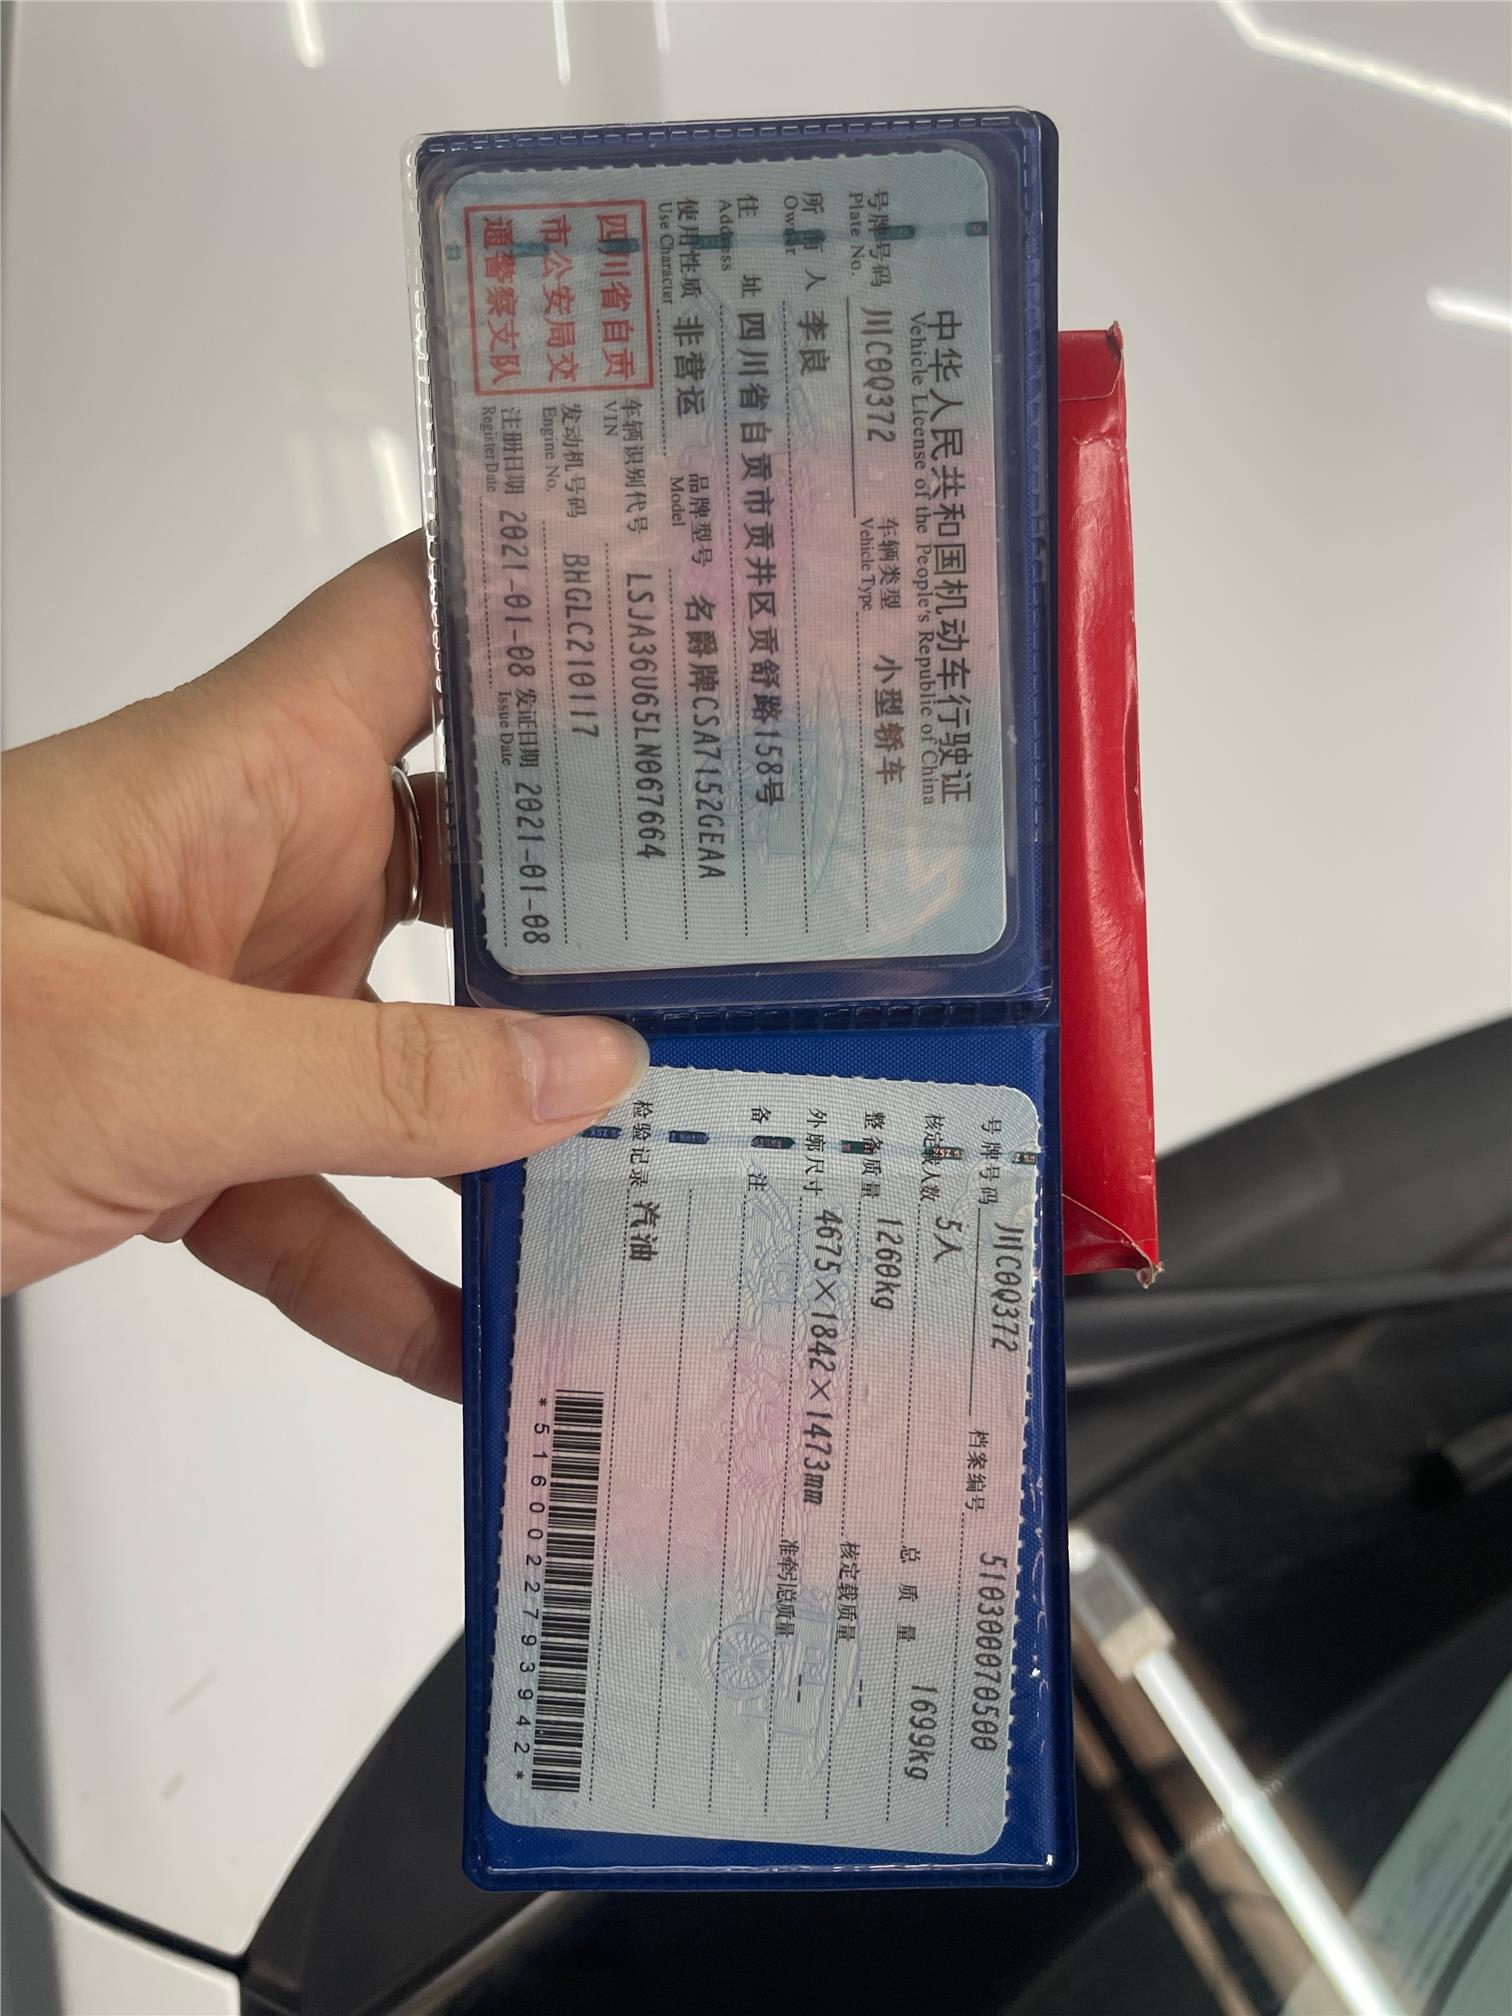 中华人民共和国机动车行驶证
Vehicle License of the People's Republic of China
号牌号码 川C0Q372 车辆类型 小型轿车
Plate No. Vehicle Type
所有人 李良
Owner
住址 四川省自贡市贡井区贡舒路158号
Address
使用性质 非营运 品牌型号 名爵牌CSA7152GEAA
Use Character Model
四川省自贡
市公安局交
通警察支队
车辆识别代号 LSJA36U65LN067664
VIN
发动机号码 BHGLC210117
Engine No.
注册日期 2021-01-08 发证日期 2021-01-08
Register Date Issue Date
号牌号码 川C0Q372 档案编号 510300070500
核定载人数 5人 总质量 1699kg
整备质量 1260kg 核定载质量 --
外廓尺寸 4675×1842×1473mm 准牵引总质量 --
备注
检验记录 汽油
*5160022793942*